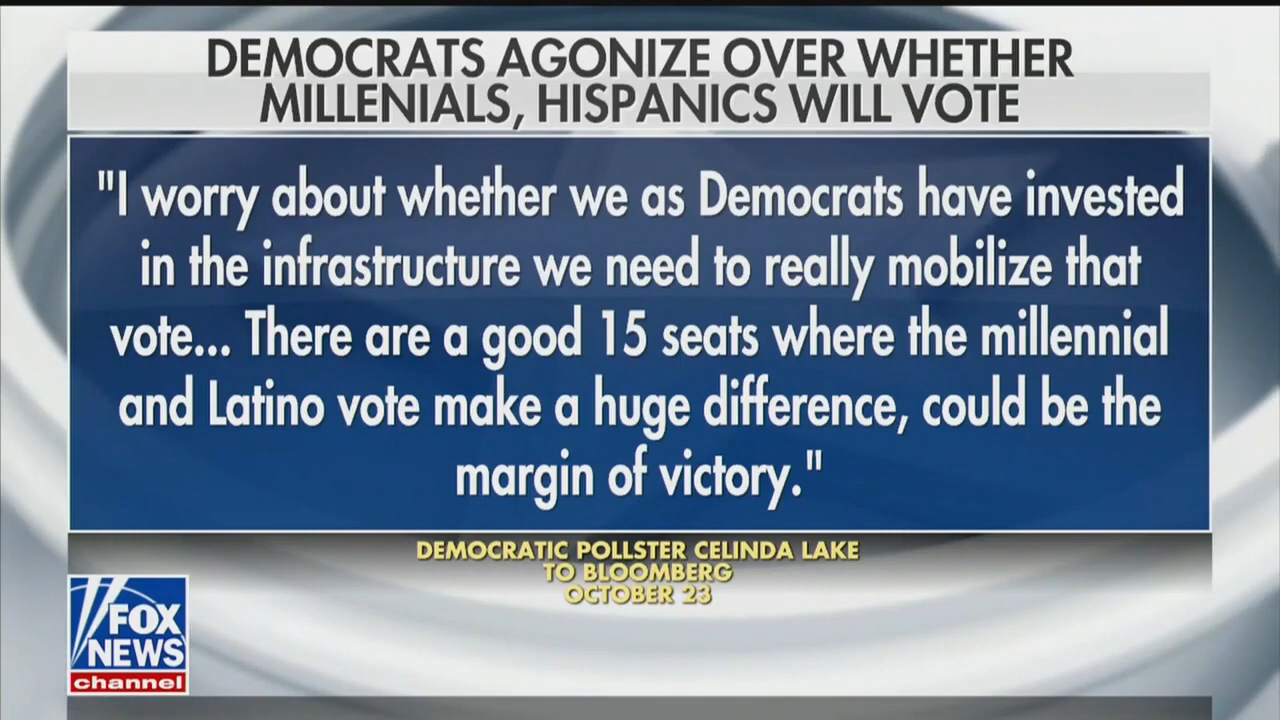 DEMOCRATS AGONIZE OVER WHETHER
MILLENIALS, HISPANICS WILL VOTE
"I worry about whether we as Democrats have invested
in the infrastructure we need to really mobilize that
vote... There are a good 15 seats where the millennial
and Latino vote make a huge difference, could be the
margin of victory."
DEMOCRATIC POLLSTER CELINDA LAKE
TO BLOOMBERG
OCTOBER 23
FOX
NEWS
channel